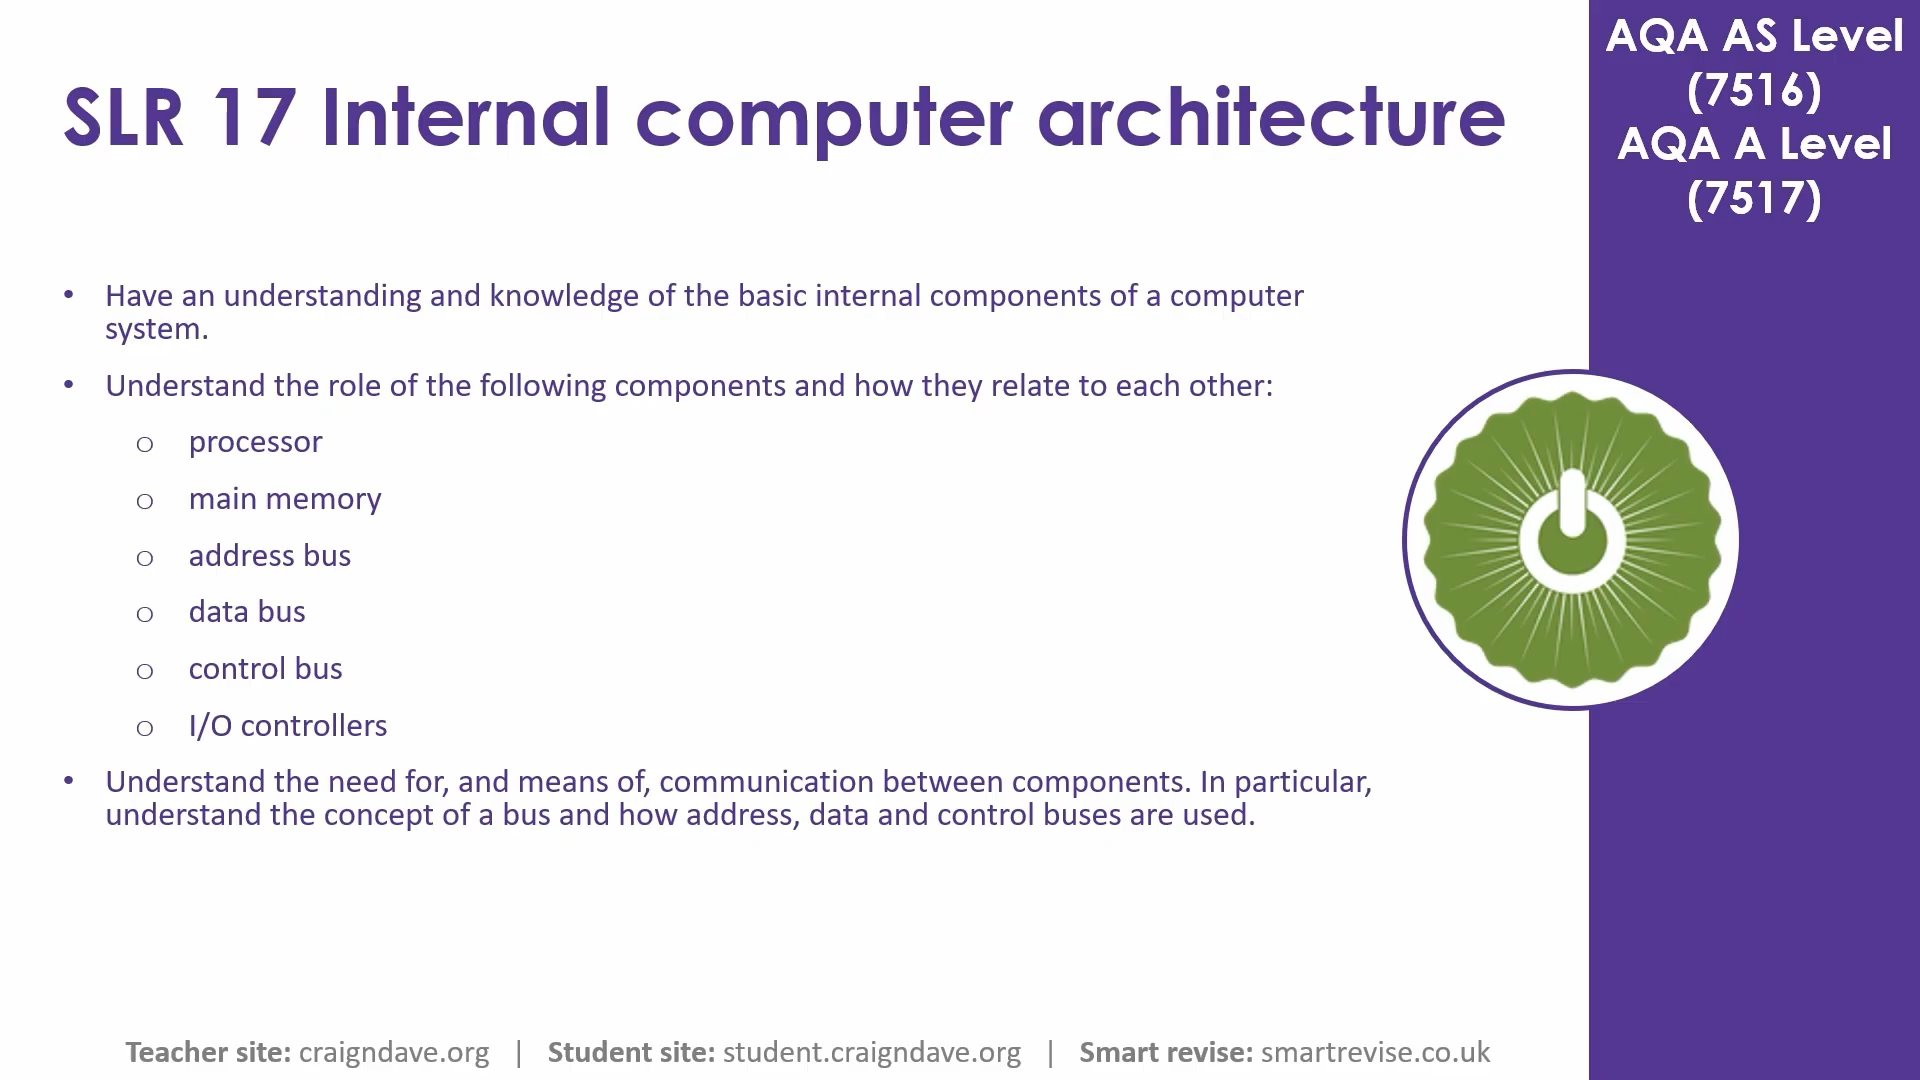 SLR 17 Internal computer architecture
AQA AS Level
(7516)
AQA A Level
(7517)
• Have an understanding and knowledge of the basic internal components of a computer
system.
• Understand the role of the following components and how they relate to each other:
o processor
o main memory
o address bus
o data bus
o control bus
o I/O controllers
• Understand the need for, and means of, communication between components. In particular,
understand the concept of a bus and how address, data and control buses are used.
Teacher site: craigndave.org | Student site: student.craigndave.org | Smart revise: smartrevise.co.uk